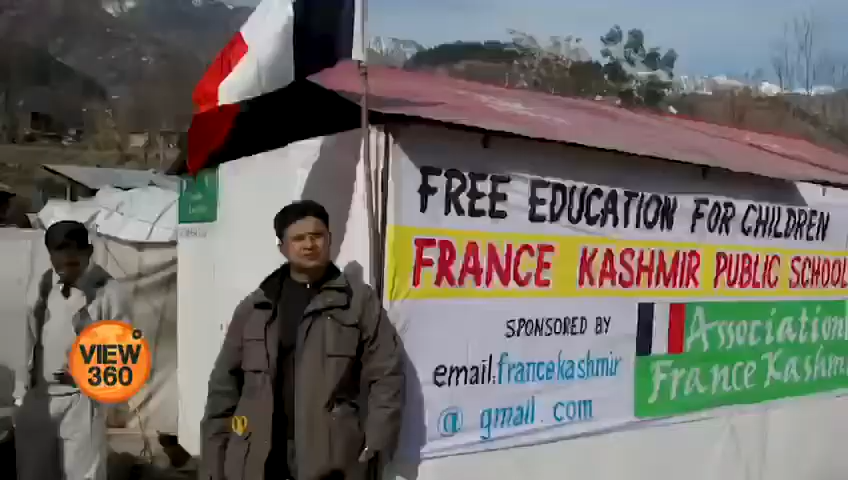 FREE EDUCATION FOR CHILDREN
FRANCE KASHMIR PUBLIC SCHOOL
SPONSORED BY
email:francekashmir
@ gmail.com
Association
France Kashm
VIEW
360°